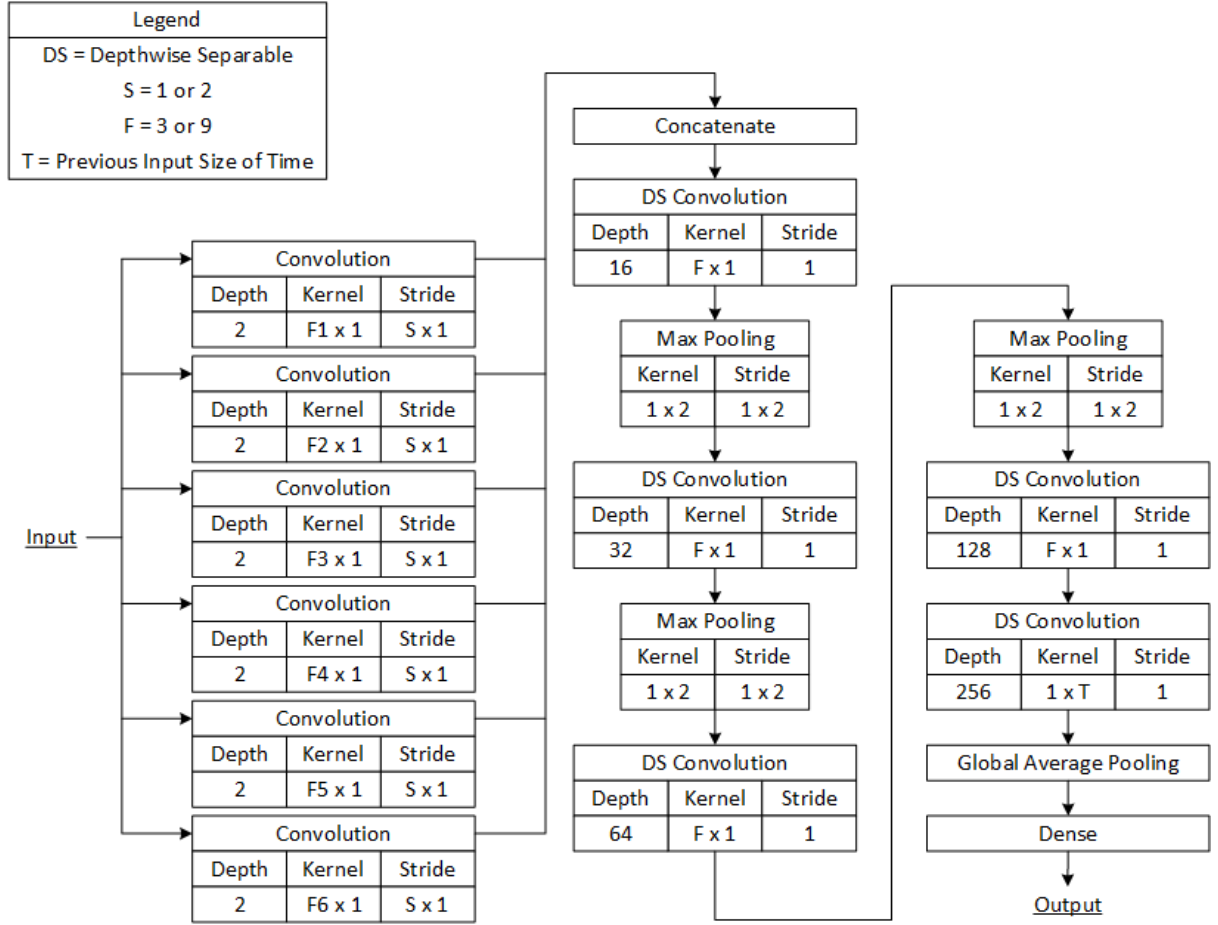 Legend
DS = Depthwise Separable
S = 1 or 2
F = 3 or 9
T = Previous Input Size of Time
Input
Convolution
Depth Kernel Stride
2 F1 x 1 S x 1
Convolution
Depth Kernel Stride
2 F2 x 1 S x 1
Convolution
Depth Kernel Stride
2 F3 x 1 S x 1
Convolution
Depth Kernel Stride
2 F4 x 1 S x 1
Convolution
Depth Kernel Stride
2 F5 x 1 S x 1
Convolution
Depth Kernel Stride
2 F6 x 1 S x 1
Concatenate
DS Convolution
Depth Kernel Stride
16 F x 1 1
Max Pooling
Kernel Stride
1 x 2 1 x 2
DS Convolution
Depth Kernel Stride
32 F x 1 1
Max Pooling
Kernel Stride
1 x 2 1 x 2
DS Convolution
Depth Kernel Stride
64 F x 1 1
Max Pooling
Kernel Stride
1 x 2 1 x 2
DS Convolution
Depth Kernel Stride
128 F x 1 1
DS Convolution
Depth Kernel Stride
256 1 x T 1
Global Average Pooling
Dense
Output